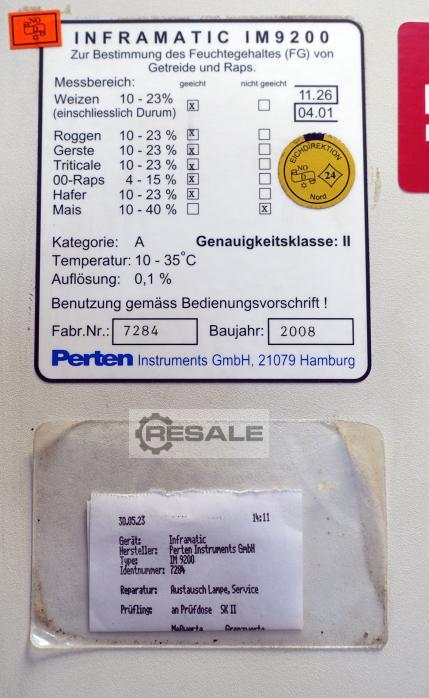 NO
D
INFRAMATIC IM9200
Zur Bestimmung des Feuchtegehaltes (FG) von
Getreide und Raps.
Messbereich: geeicht nicht geeicht
Weizen 10 - 23% x 11.26
(einschliesslich Durum) 04.01
Roggen 10 - 23 % x
Gerste 10 - 23 % x
Triticale 10 - 23 % x
00-Raps 4 - 15 % x
Hafer 10 - 23 % x
Mais 10 - 40 % x
EICHDIREKTION
NO
D
24
Nord
Kategorie: A Genauigkeitsklasse: II
Temperatur: 10 - 35°C
Auflösung: 0,1 %
Benutzung gemäss Bedienungsvorschrift !
Fabr.Nr.: 7284 Baujahr: 2008
Perten Instruments GmbH, 21079 Hamburg
RESALE
30.05.23 14:11
Gerät: Inframatic
Hersteller: Perten Instruments GmbH
Type: IM 9200
Identnummer: 7284
Reparatur: Austausch Lampe, Service
Prüfling: an Prüfdose SK II
Meßwerte Grenzwerte